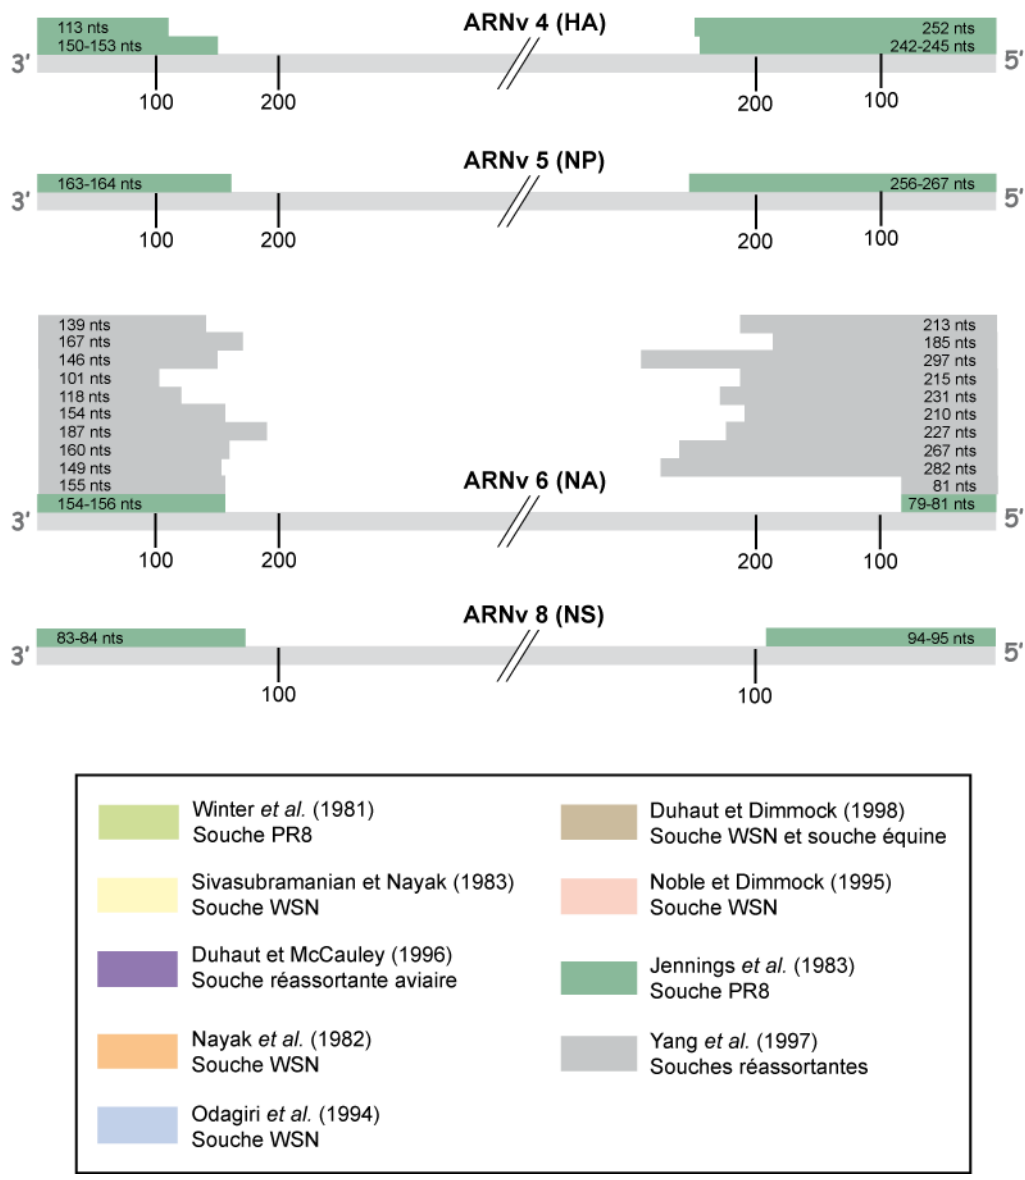 ARNv 4 (HA)
113 nts 252 nts
150-153 nts 242-245 nts
3' 5'
100 200 200 100
ARNv 5 (NP)
163-164 nts 256-267 nts
3' 5'
100 200 200 100
139 nts 213 nts
167 nts 185 nts
146 nts 297 nts
101 nts 215 nts
118 nts 231 nts
154 nts 210 nts
187 nts 227 nts
160 nts 267 nts
149 nts 282 nts
ARNv 6 (NA)
155 nts 81 nts
154-156 nts 79-81 nts
3' 5'
100 200 200 100
ARNv 8 (NS)
83-84 nts 94-95 nts
3' 5'
100 100
Winter et al. (1981)
Souche PR8
Sivasubramanian et Nayak (1983)
Souche WSN
Duhaut et McCauley (1996)
Souche réassortante aviaire
Nayak et al. (1982)
Souche WSN
Odagiri et al. (1994)
Souche WSN
Duhaut et Dimmock (1998)
Souche WSN et souche équine
Noble et Dimmock (1995)
Souche WSN
Jennings et al. (1983)
Souche PR8
Yang et al. (1997)
Souches réassortantes